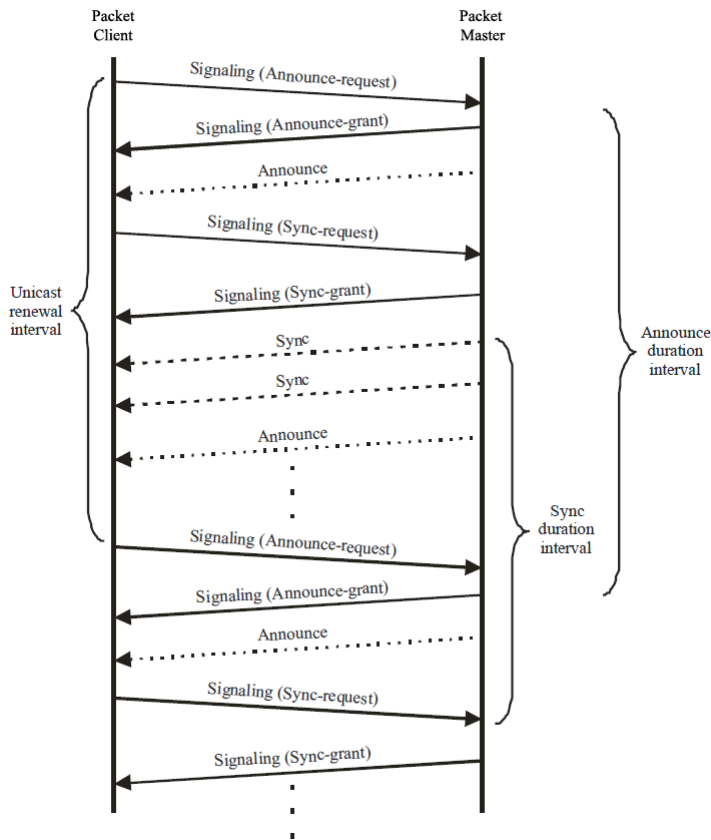 Packet
Client
Packet
Master
Signaling (Announce-request)
Signaling (Announce-grant)
Announce
Signaling (Sync-request)
Signaling (Sync-grant)
Unicast
renewal
interval
Sync
Sync
Announce
duration
interval
Announce
Sync
duration
interval
Signaling (Announce-request)
Signaling (Announce-grant)
Announce
Signaling (Sync-request)
Signaling (Sync-grant)